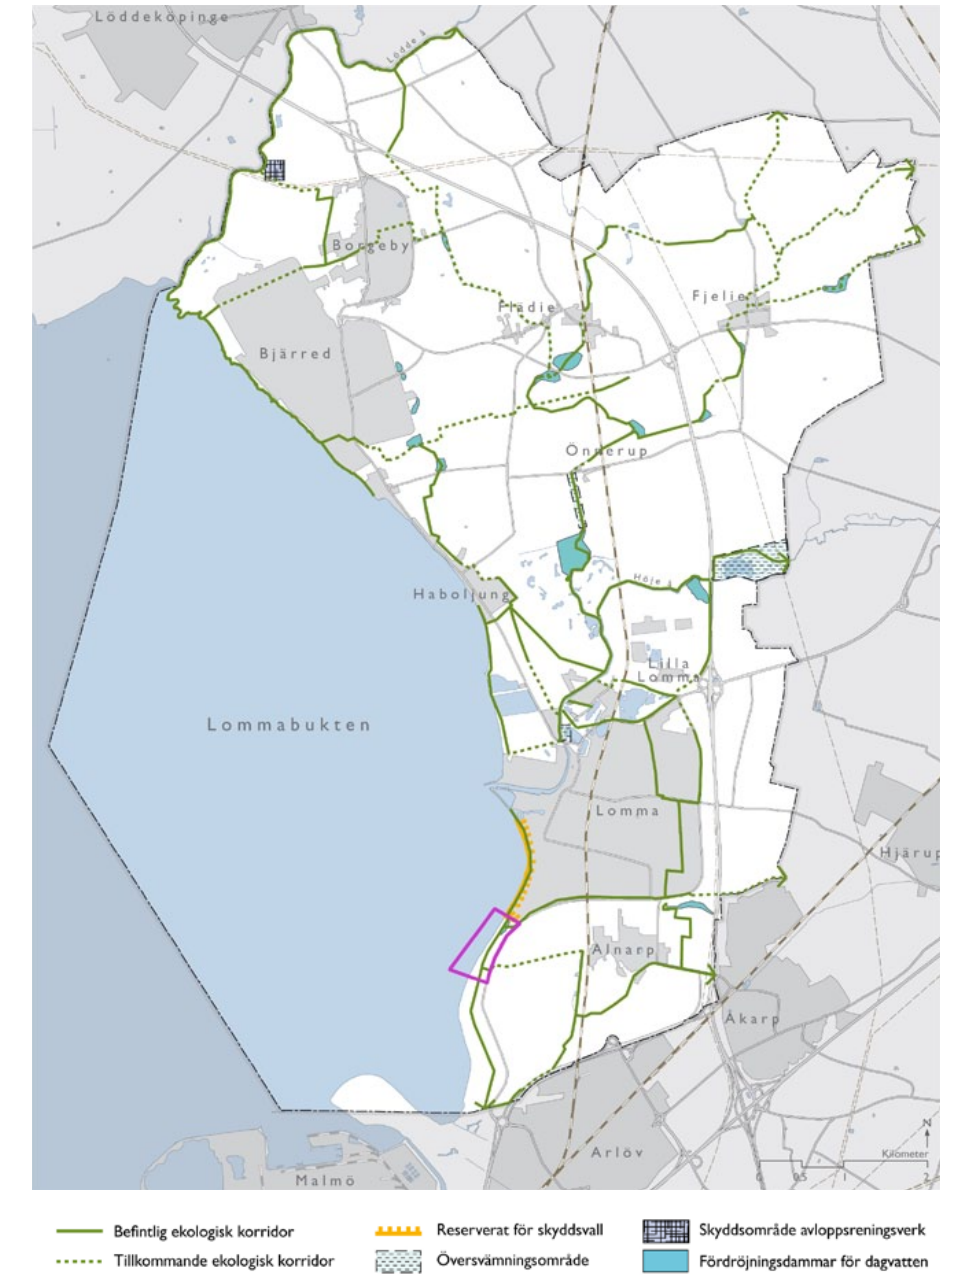 Löddeköpinge
Lödde å
Borgeby
Flädie
Fjelie
Bjärred
Önnerup
Höje å
Haboljung
Lilla
Lomma
Lommabukten
Lomma
Hjärup
Alnarp
Åkarp
Arlöv
Malmö
N
Kilometer
0 0,5 1 2
Befintlig ekologisk korridor
Reserverat för skyddsvall
Skyddsområde avloppsreningsverk
Tillkommande ekologisk korridor
Översvämningsområde
Fördröjningsdammar för dagvatten